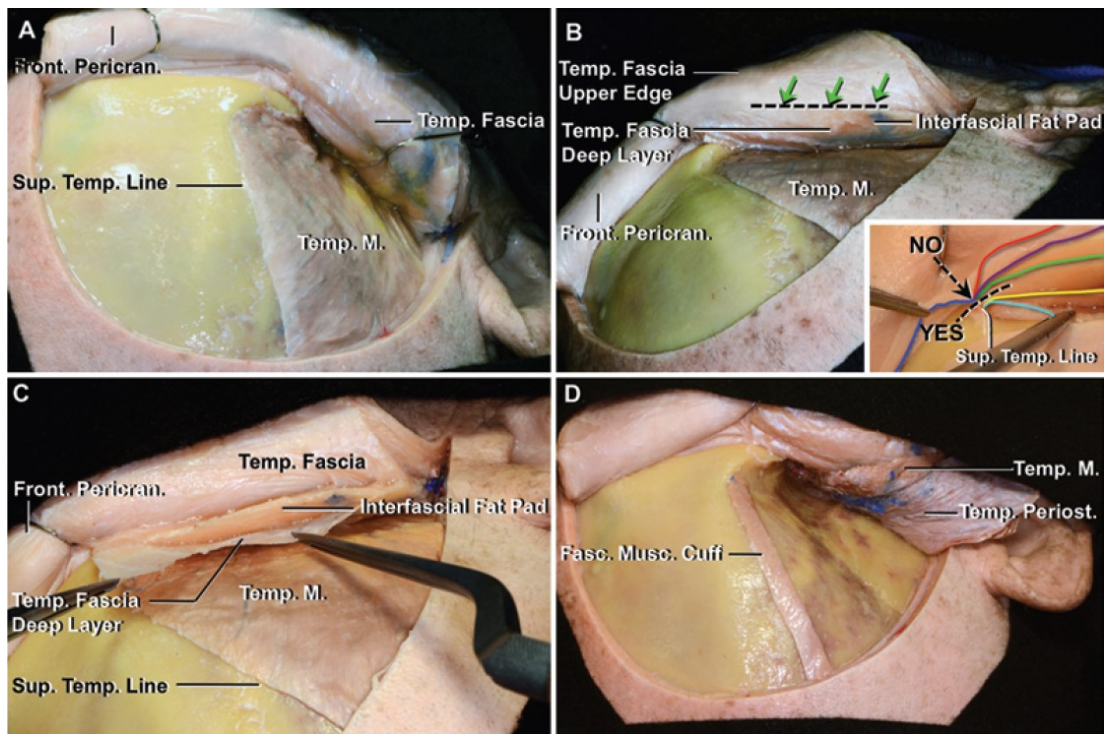 A
Front. Pericran.
Temp. Fascia
Sup. Temp. Line
Temp. M.
B
Temp. Fascia
Upper Edge
Temp. Fascia
Deep Layer
Interfascial Fat Pad
Temp. M.
Front. Pericran.
NO
YES
Sup. Temp. Line
C
Temp. Fascia
Front. Pericran.
Interfascial Fat Pad
Temp. Fascia
Deep Layer
Temp. M.
Sup. Temp. Line
D
Temp. M.
Temp. Periost.
Fasc. Musc. Cuff